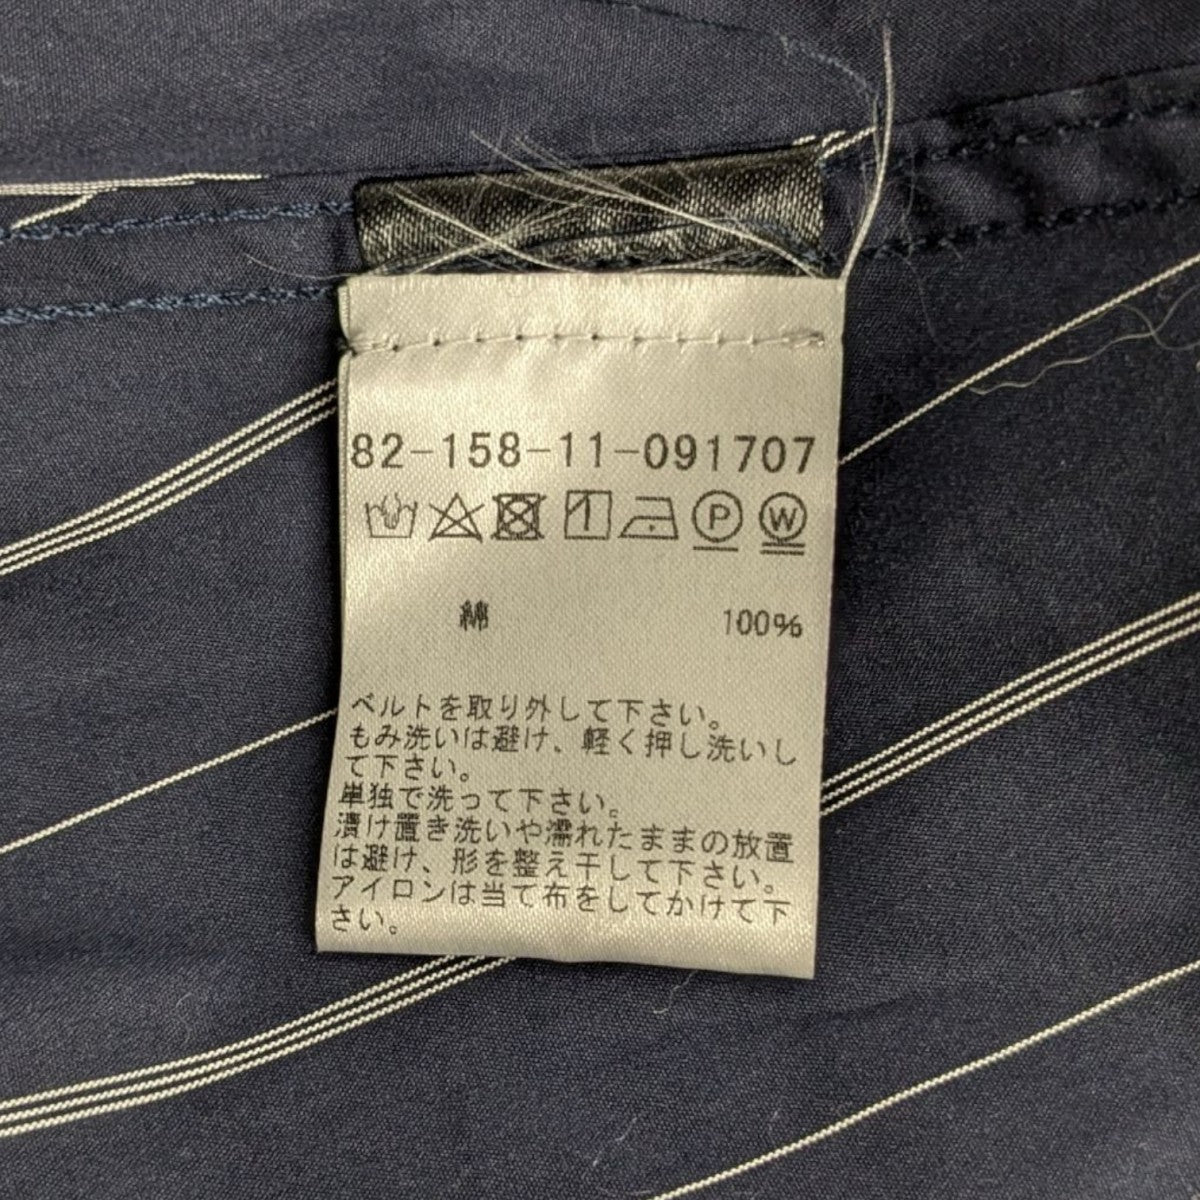 82-158-11-091707
P W
綿 100%
ベルトを取り外して下さい。
もみ洗いは避け、軽く押し洗いし
て下さい。
単独で洗って下さい。
漬け置き洗いや濡れたままの放置
は避け、形を整え干して下さい。
アイロンは当て布をしてかけて下
さい。